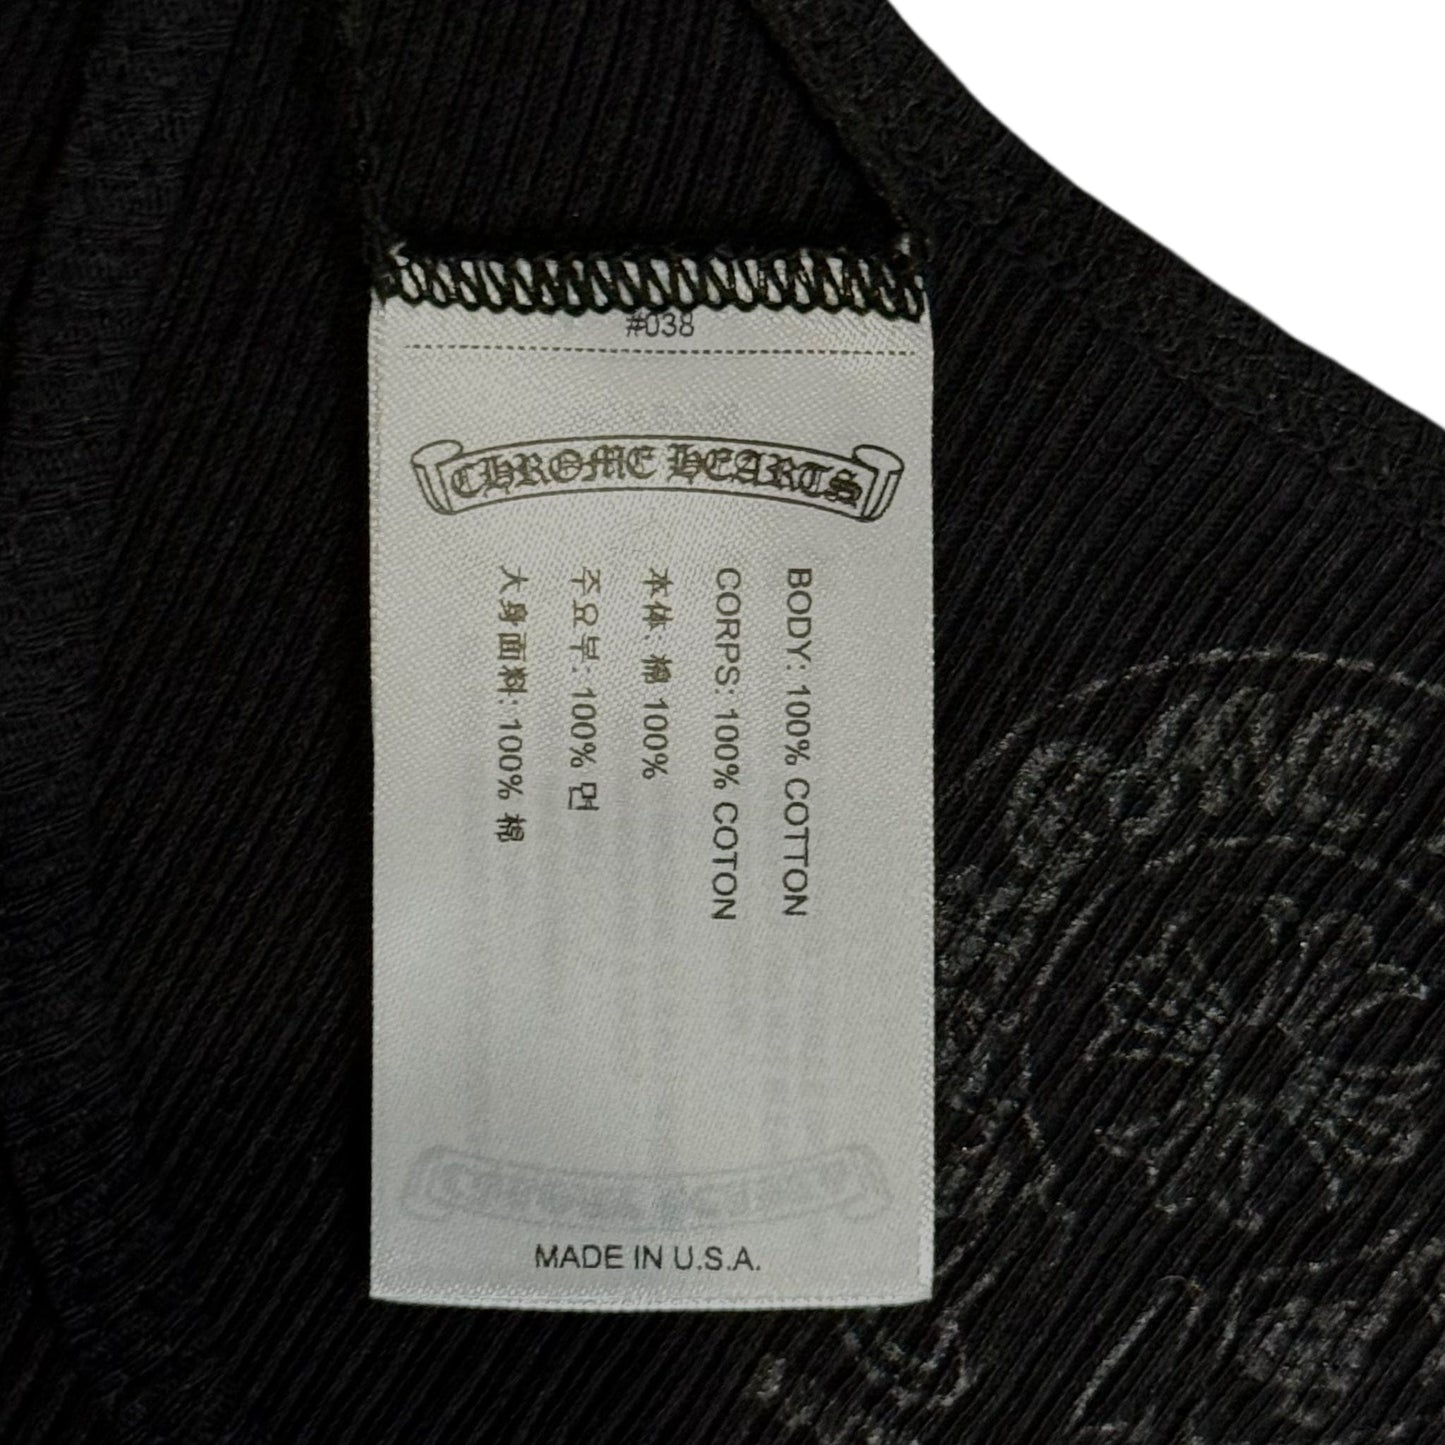 #038
CHROME HEARTS
BODY: 100% COTTON
CORPS: 100% COTON
本体: 綿 100%
주요부: 100% 면
大身面料: 100% 棉
MADE IN U.S.A.